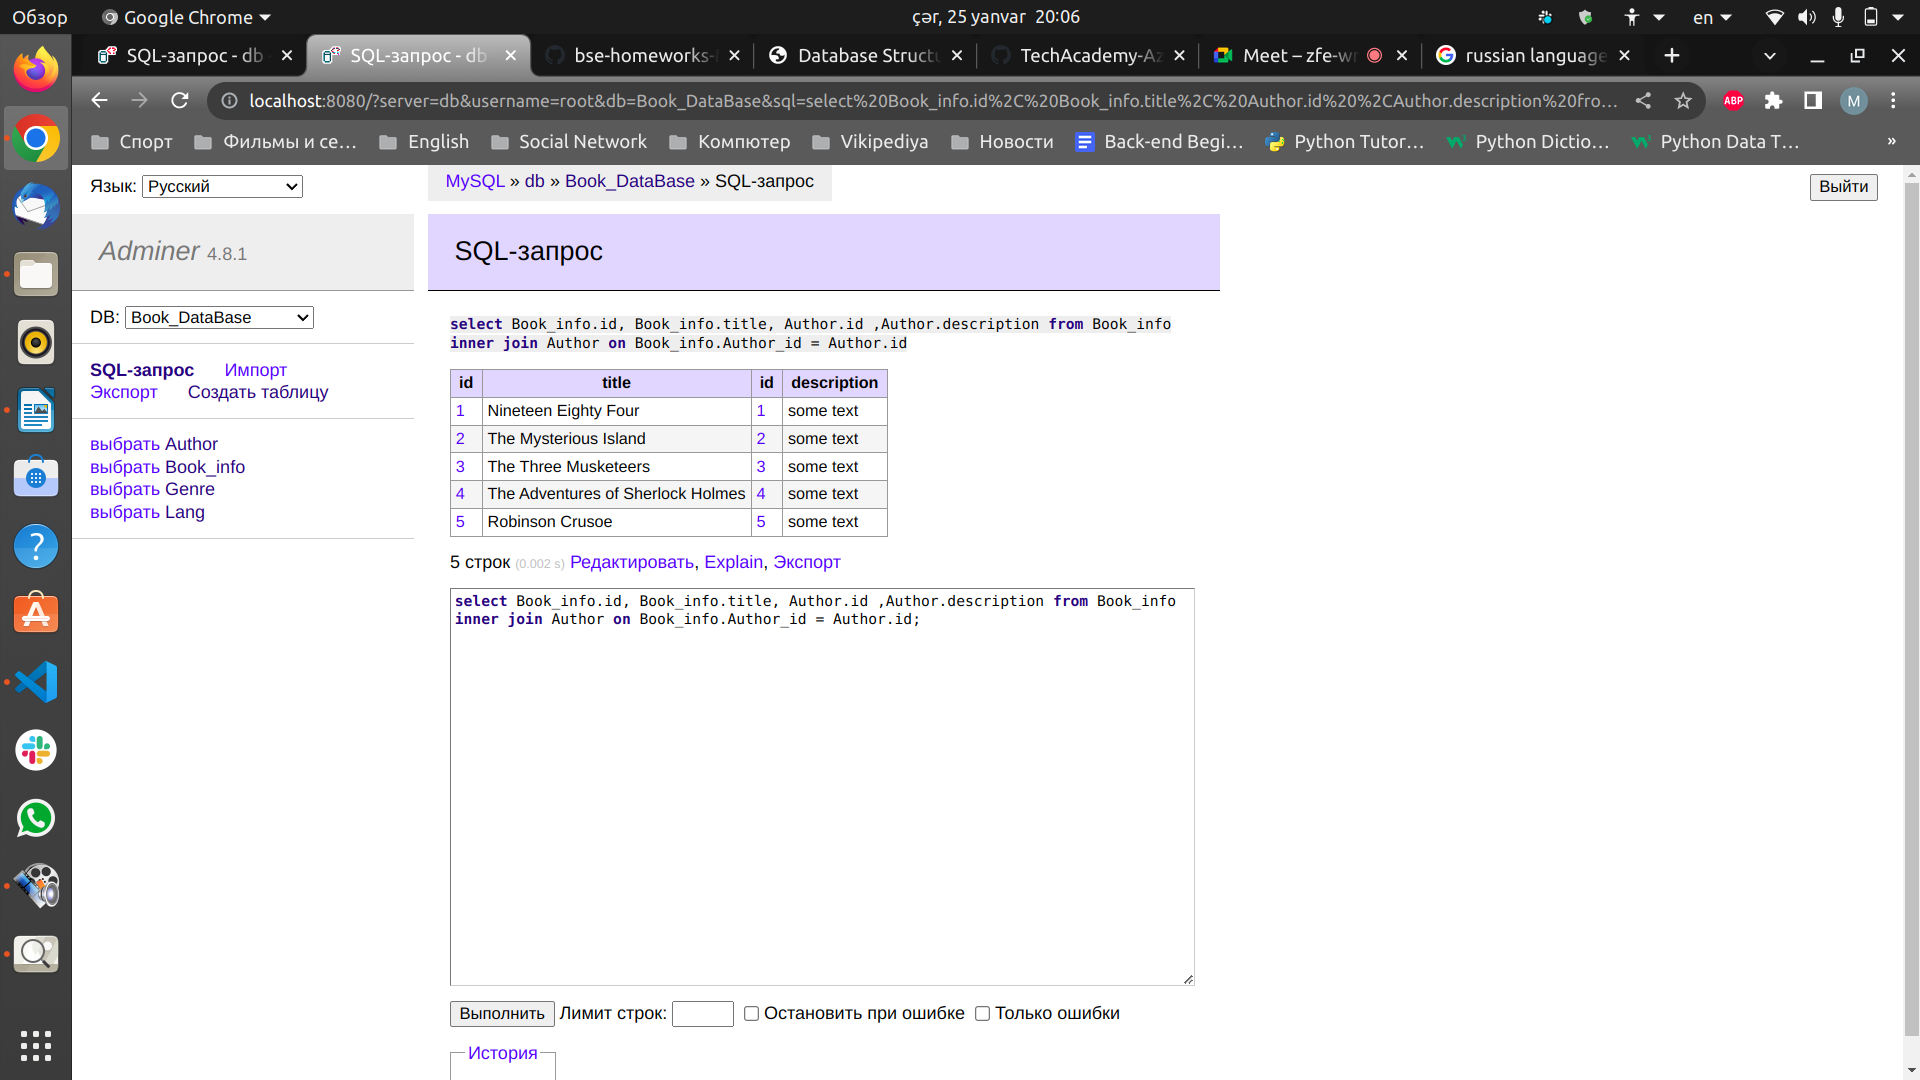 Обзор
Google Chrome
çər, 25 yanvar 20:06
en
SQL-запрос - db
SQL-запрос - db
bse-homeworks-
Database Structu
TechAcademy-Az
Meet – zfe-wr
russian language
localhost:8080/?server=db&username=root&db=Book_DataBase&sql=select%20Book_info.id%2C%20Book_info.title%2C%20Author.id%20%2CAuthor.description%20fro...
ABP
M
Спорт
Фильмы и се...
English
Social Network
Компютер
Vikipediya
Новости
Back-end Begi...
Python Tutor...
Python Dictio...
Python Data T...
»
Язык: Русский
MySQL » db » Book_DataBase » SQL-запрос
Выйти
Adminer 4.8.1
SQL-запрос
DB: Book_DataBase
SQL-запрос Импорт
Экспорт Создать таблицу
выбрать Author
выбрать Book_info
выбрать Genre
выбрать Lang
select Book_info.id, Book_info.title, Author.id ,Author.description from Book_info
inner join Author on Book_info.Author_id = Author.id
id title id description
1 Nineteen Eighty Four 1 some text
2 The Mysterious Island 2 some text
3 The Three Musketeers 3 some text
4 The Adventures of Sherlock Holmes 4 some text
5 Robinson Crusoe 5 some text
5 строк (0.002 s) Редактировать, Explain, Экспорт
select Book_info.id, Book_info.title, Author.id ,Author.description from Book_info
inner join Author on Book_info.Author_id = Author.id;
Выполнить Лимит строк: Остановить при ошибке Только ошибки
История